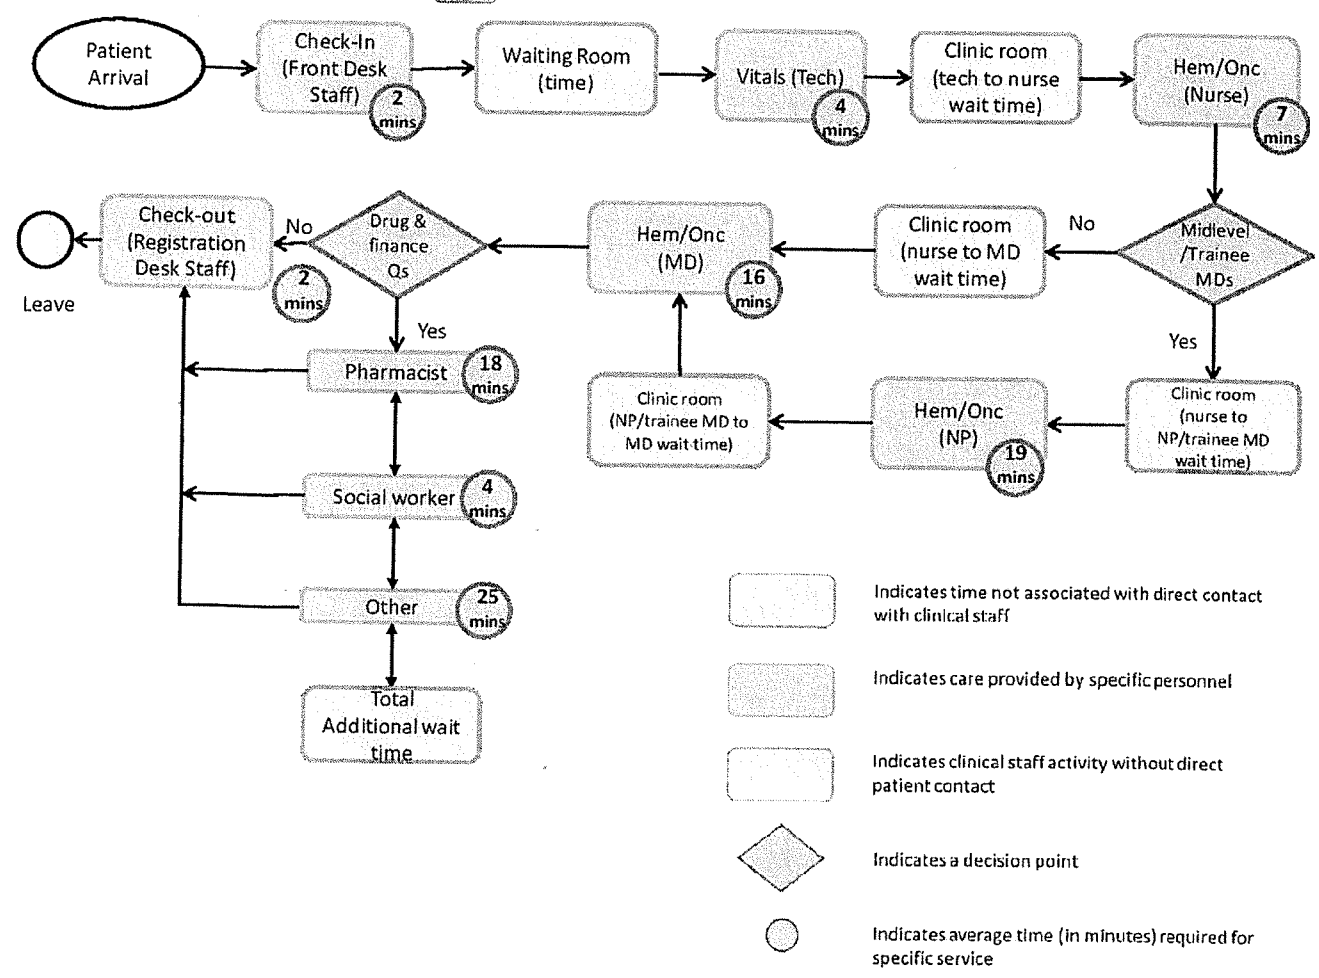 Patient
Arrival
Check-In
(Front Desk
Staff)
2
mins
Waiting Room
(time)
Vitals (Tech)
4
mins
Clinic room
(tech to nurse
wait time)
Hem/Onc
(Nurse)
7
mins
Midlevel
/Trainee
MDs
No
Yes
Clinic room
(nurse to MD
wait time)
Hem/Onc
(MD)
16
mins
Clinic room
(nurse to
NP/trainee MD
wait time)
Hem/Onc
(NP)
19
mins
Clinic room
(NP/trainee MD to
MD wait time)
Drug &
finance
Qs
No
Yes
Check-out
(Registration
Desk Staff)
2
mins
Leave
Pharmacist
18
mins
Social worker
4
mins
Other
25
mins
Total
Additional wait
time
Indicates time not associated with direct contact
with clinical staff
Indicates care provided by specific personnel
Indicates clinical staff activity without direct
patient contact
Indicates a decision point
Indicates average time (in minutes) required for
specific service